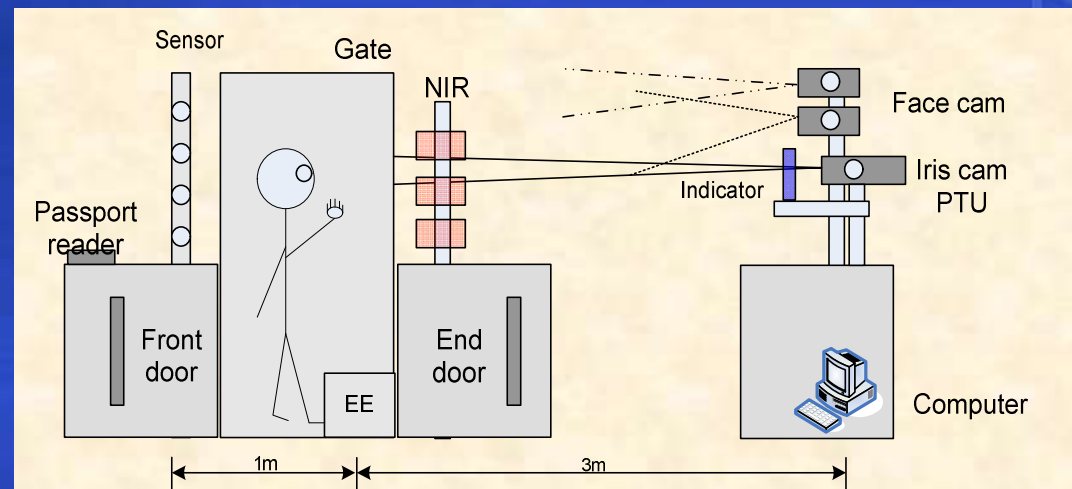 Sensor
Gate
NIR
Face cam
Iris cam
PTU
Indicator
Passport
reader
Front
door
End
door
EE
Computer
1m
3m